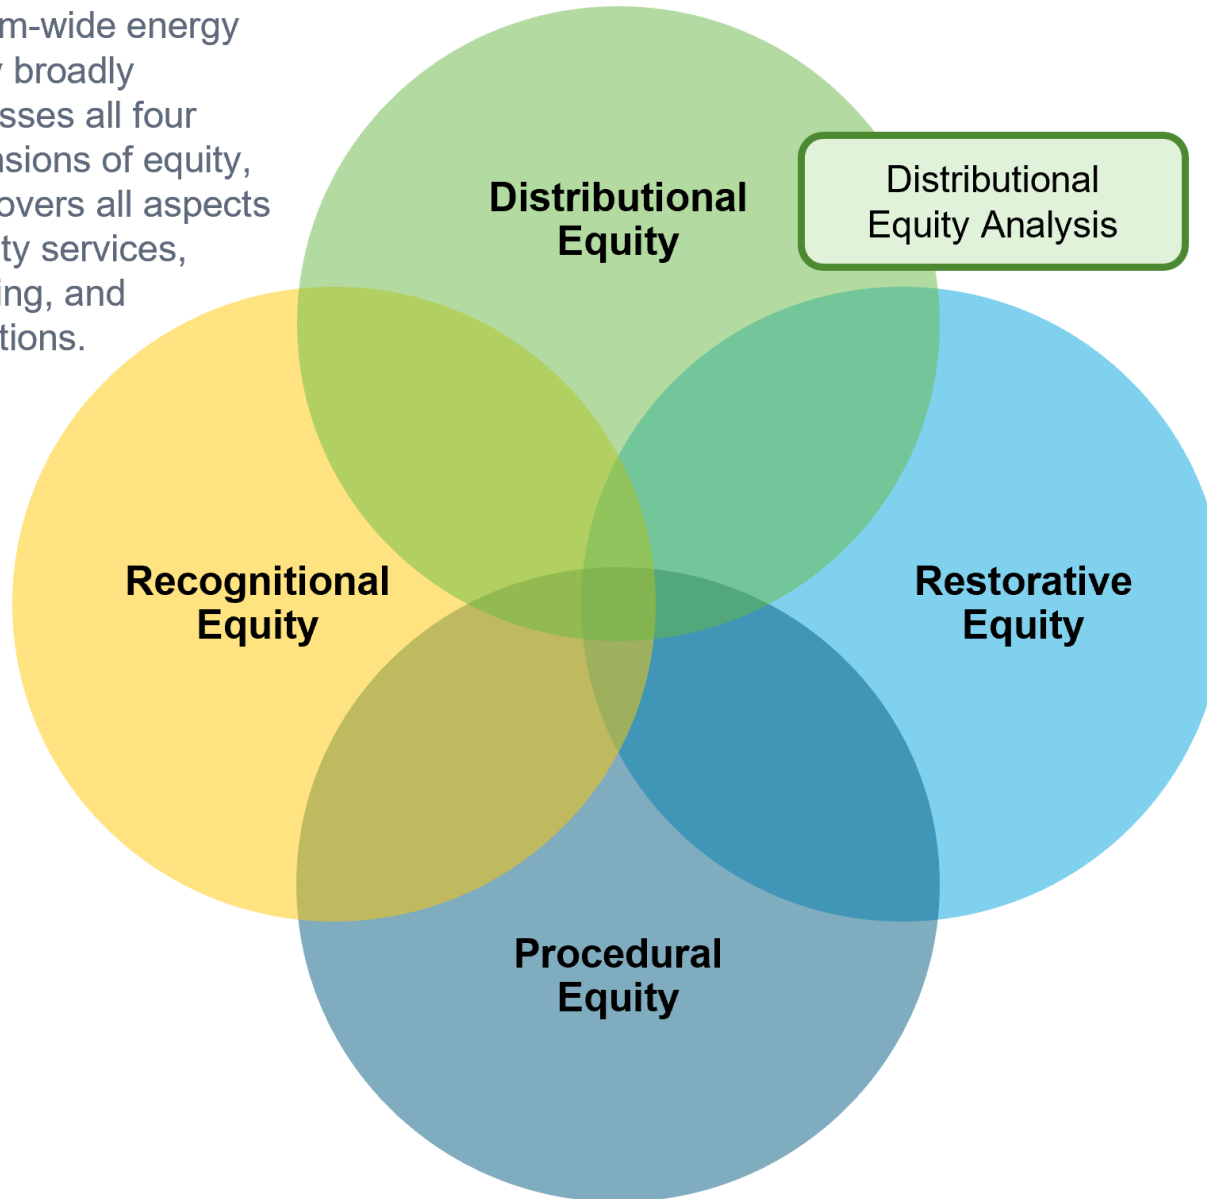 m-wide energy
broadly
sses all four
nsions of equity,
overs all aspects
ty services,
ing, and
tions.
Distributional
Equity
Distributional
Equity Analysis
Recognitional
Equity
Restorative
Equity
Procedural
Equity